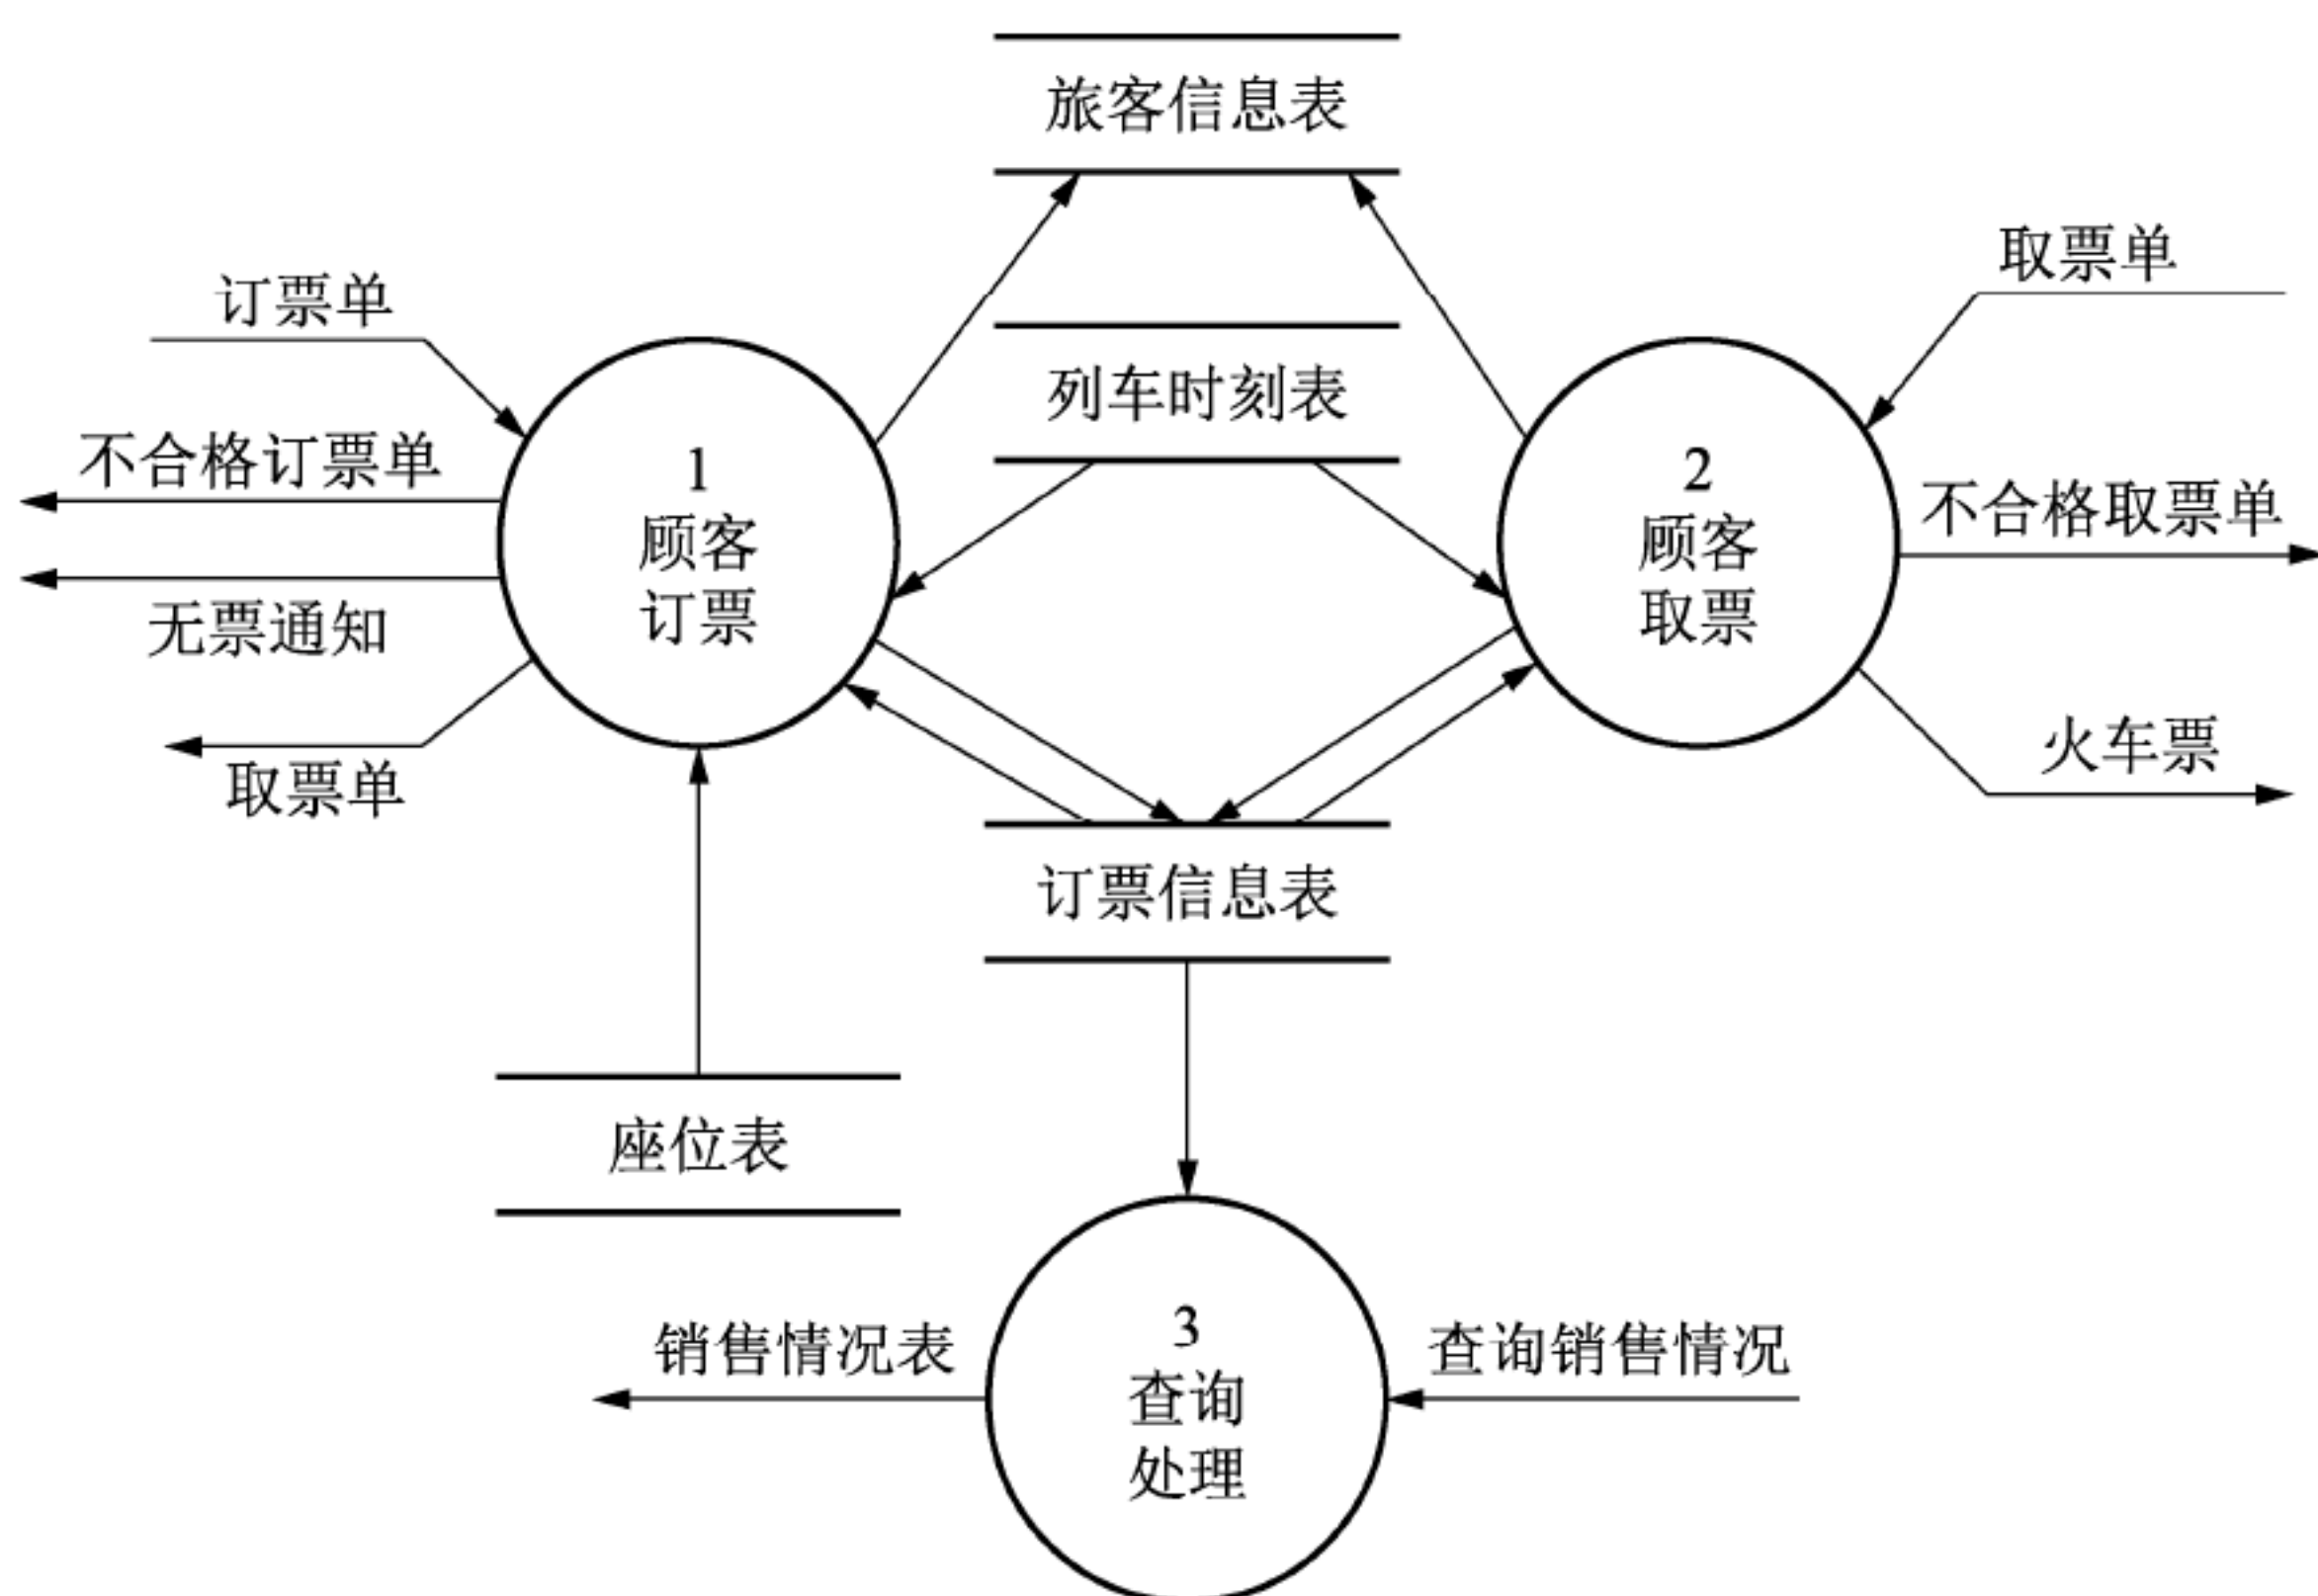 旅客信息表
取票单
订票单
列车时刻表
不合格订票单
1
顾客
订票
2
顾客
取票
不合格取票单
无票通知
火车票
取票单
订票信息表
座位表
销售情况表
3
查询
处理
查询销售情况